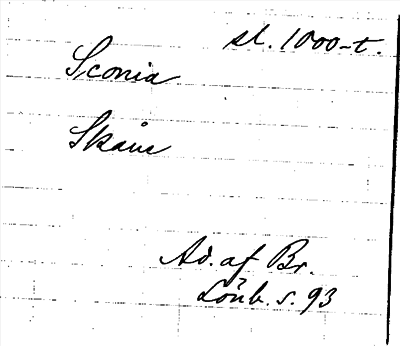 sl. 1000-t.
Sconia
Skåne
Ad. af Br.
Lönb. s. 93